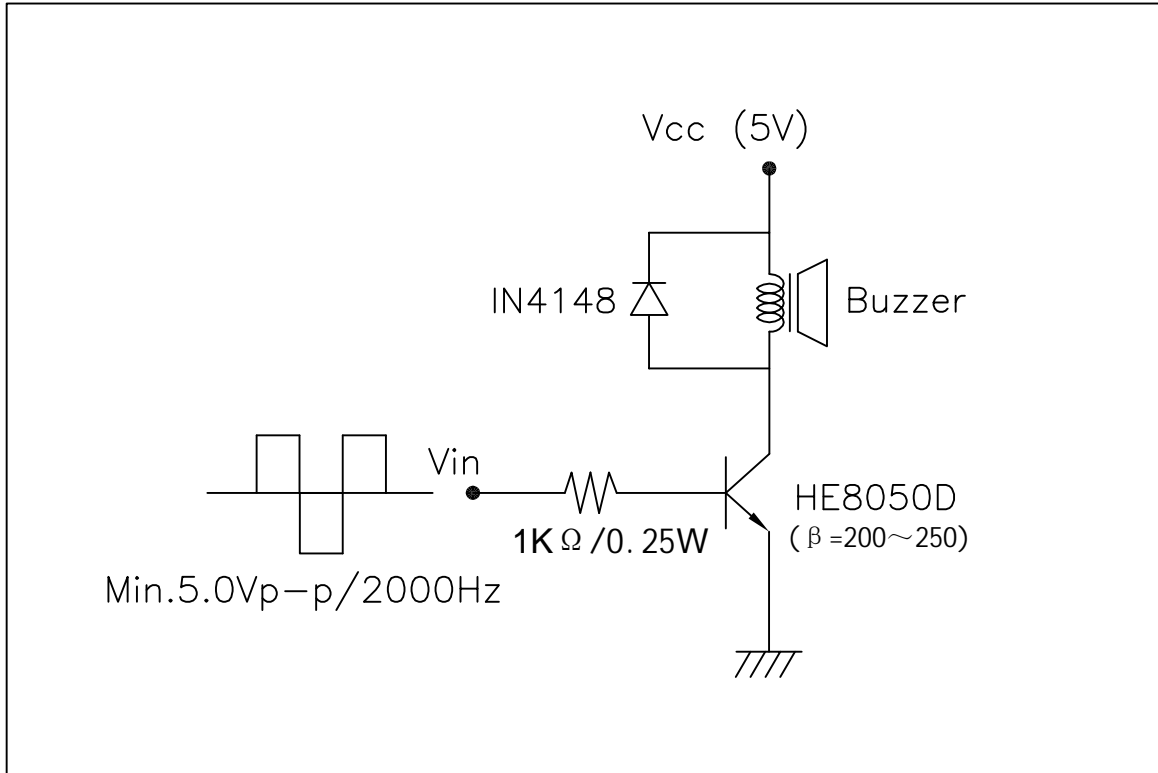 Vcc (5V)
IN4148
Buzzer
Vin
HE8050D
1KΩ/0.25W
(β=200～250)
Min.5.0Vp-p/2000Hz